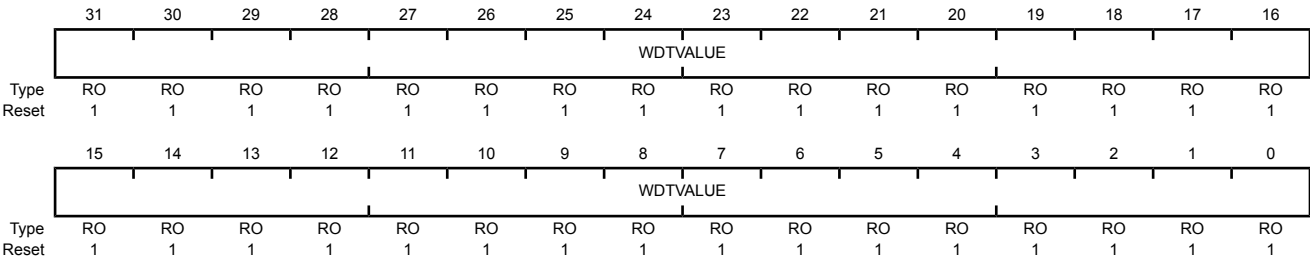 31 30 29 28 27 26 25 24 23 22 21 20 19 18 17 16
WDTVALUE
Type RO RO RO RO RO RO RO RO RO RO RO RO RO RO RO RO
Reset 1 1 1 1 1 1 1 1 1 1 1 1 1 1 1 1
15 14 13 12 11 10 9 8 7 6 5 4 3 2 1 0
WDTVALUE
Type RO RO RO RO RO RO RO RO RO RO RO RO RO RO RO RO
Reset 1 1 1 1 1 1 1 1 1 1 1 1 1 1 1 1